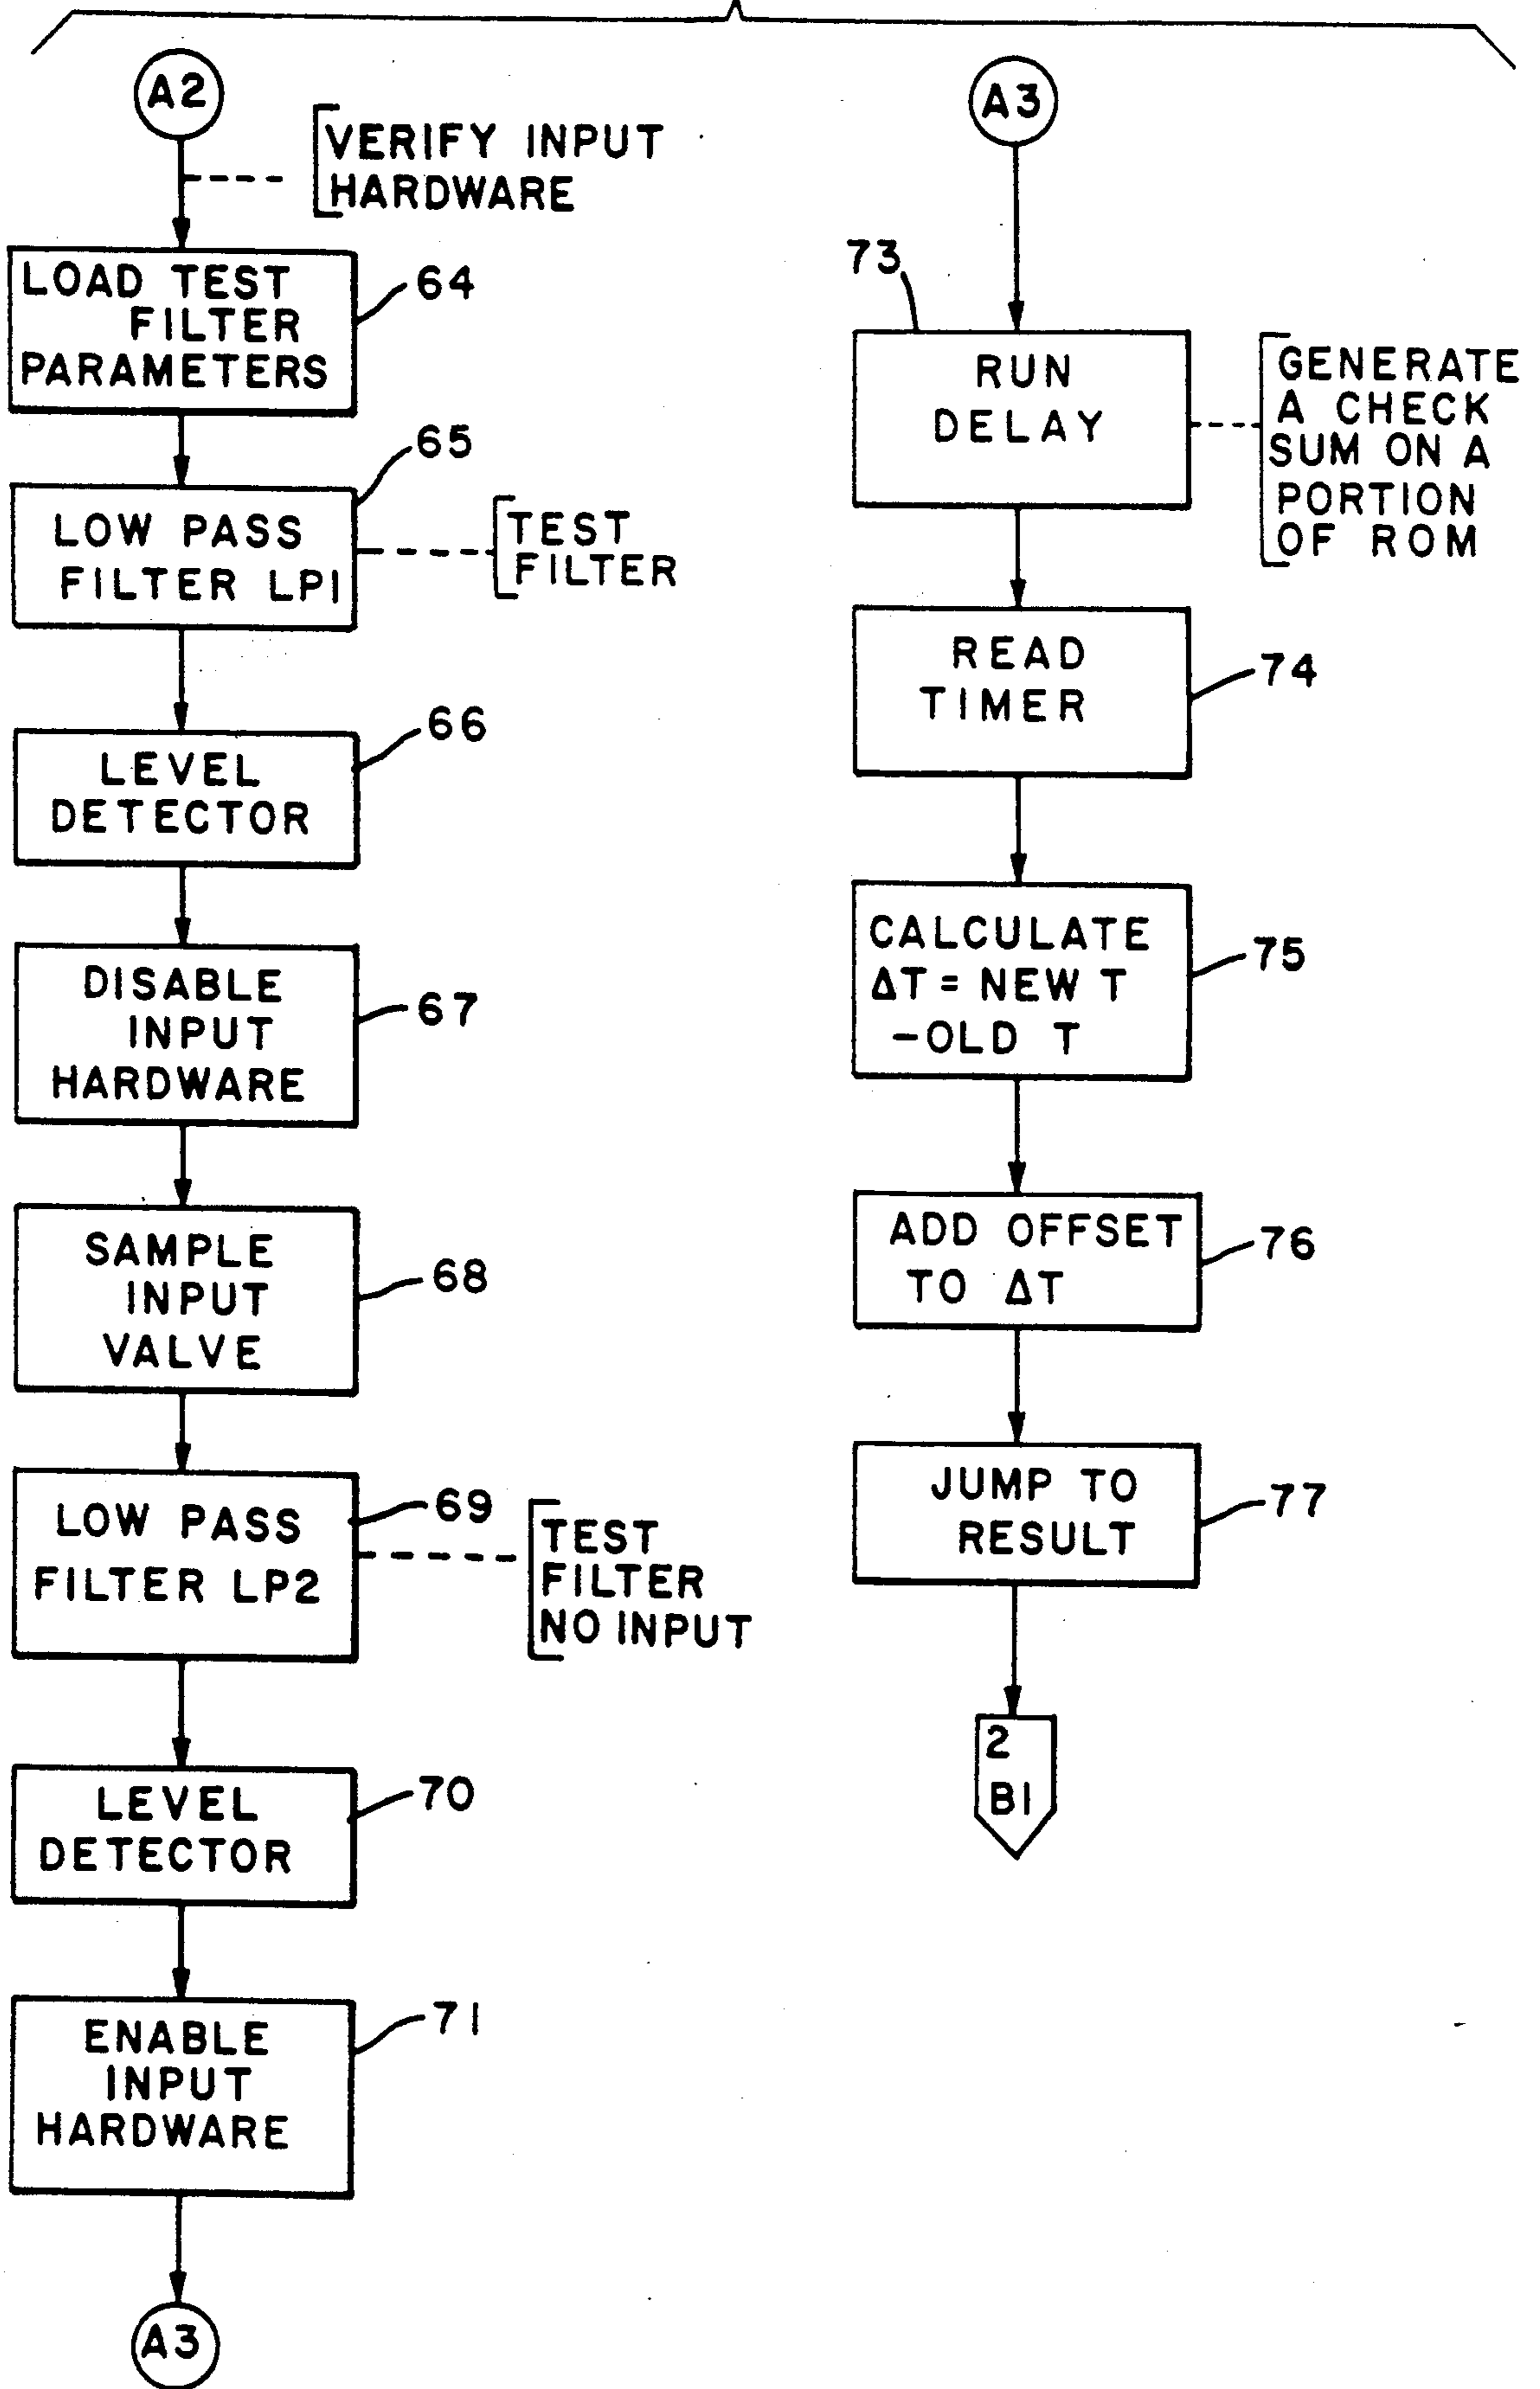 A2
VERIFY INPUT
HARDWARE
LOAD TEST
FILTER
PARAMETERS
64
LOW PASS
FILTER LP1
65
TEST
FILTER
LEVEL
DETECTOR
66
DISABLE
INPUT
HARDWARE
67
SAMPLE
INPUT
VALVE
68
LOW PASS
FILTER LP2
69
TEST
FILTER
NO INPUT
LEVEL
DETECTOR
70
ENABLE
INPUT
HARDWARE
71
A3
A3
73
RUN
DELAY
GENERATE
A CHECK
SUM ON A
PORTION
OF ROM
READ
TIMER
74
CALCULATE
ΔT = NEW T
-OLD T
75
ADD OFFSET
TO ΔT
76
JUMP TO
RESULT
77
2
B1